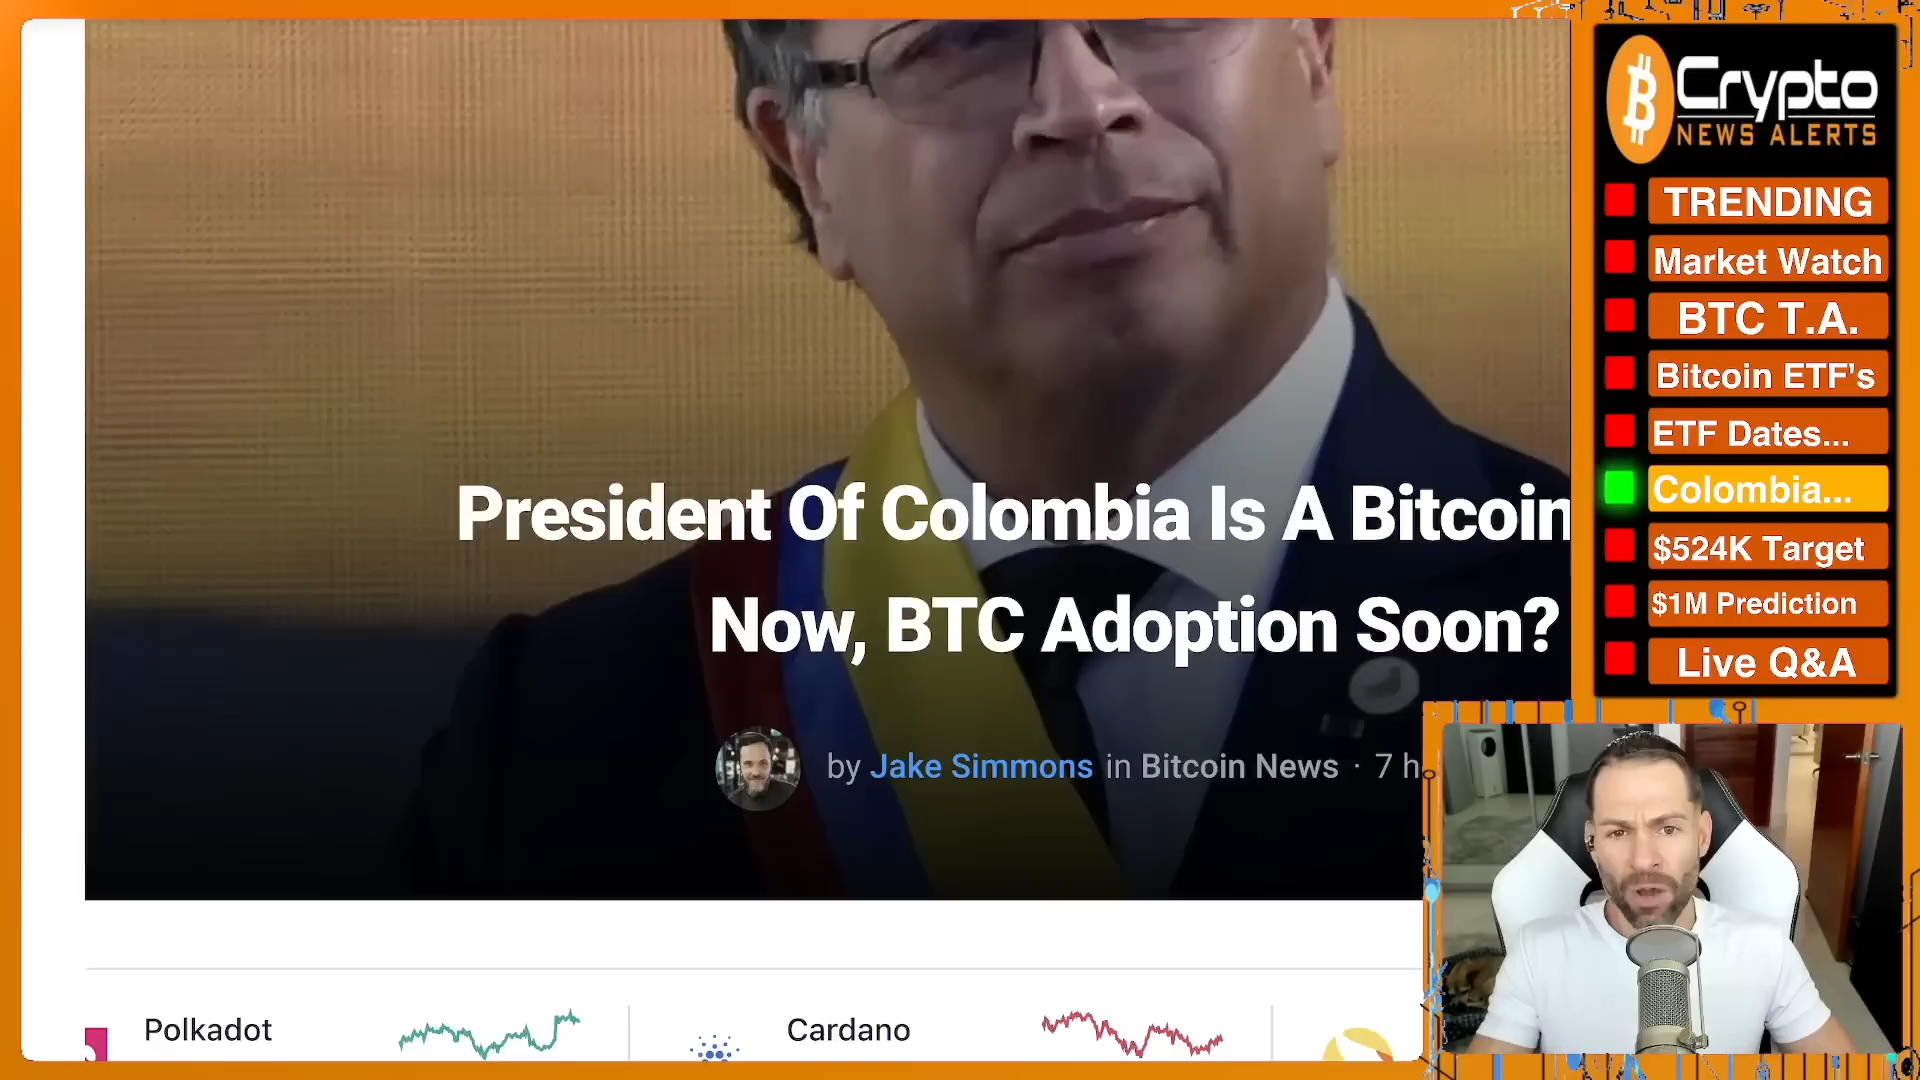 President Of Colombia Is A Bitcoin
Now, BTC Adoption Soon?
by Jake Simmons in Bitcoin News · 7 h
Polkadot
Cardano
Crypto
NEWS ALERTS
TRENDING
Market Watch
BTC T.A.
Bitcoin ETF's
ETF Dates...
Colombia...
$524K Target
$1M Prediction
Live Q&A